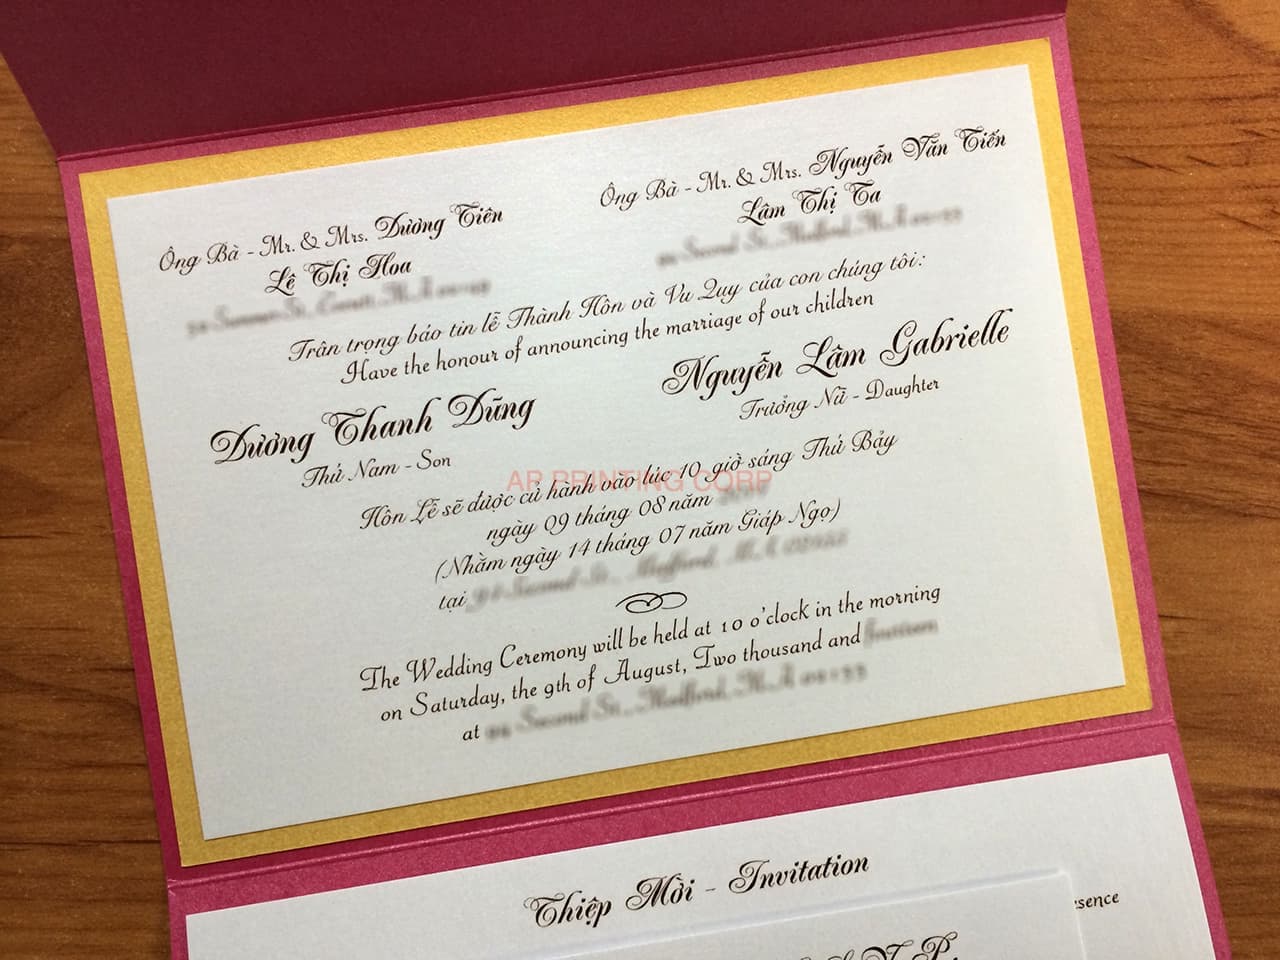 Ông Bà - Mr. & Mrs. Dương Tiên
Lê Thị Hoa
Ông Bà - Mr. & Mrs. Nguyễn Văn Tiến
Lâm Thị Ta
Trân trọng báo tin lễ Thành Hôn và Vu Quy của con chúng tôi:
Have the honour of announcing the marriage of our children
Dương Thanh Dũng
Thứ Nam - Son
Nguyễn Lâm Gabrielle
Trưởng Nữ - Daughter
Hôn Lễ sẽ được cử hành vào lúc 10 giờ sáng Thứ Bảy
ngày 09 tháng 08 năm
(Nhằm ngày 14 tháng 07 năm Giáp Ngọ)
tại
AP PRINTING CORP
The Wedding Ceremony will be held at 10 o'clock in the morning
on Saturday, the 9th of August, Two thousand and
at
Thiệp Mời - Invitation
sence